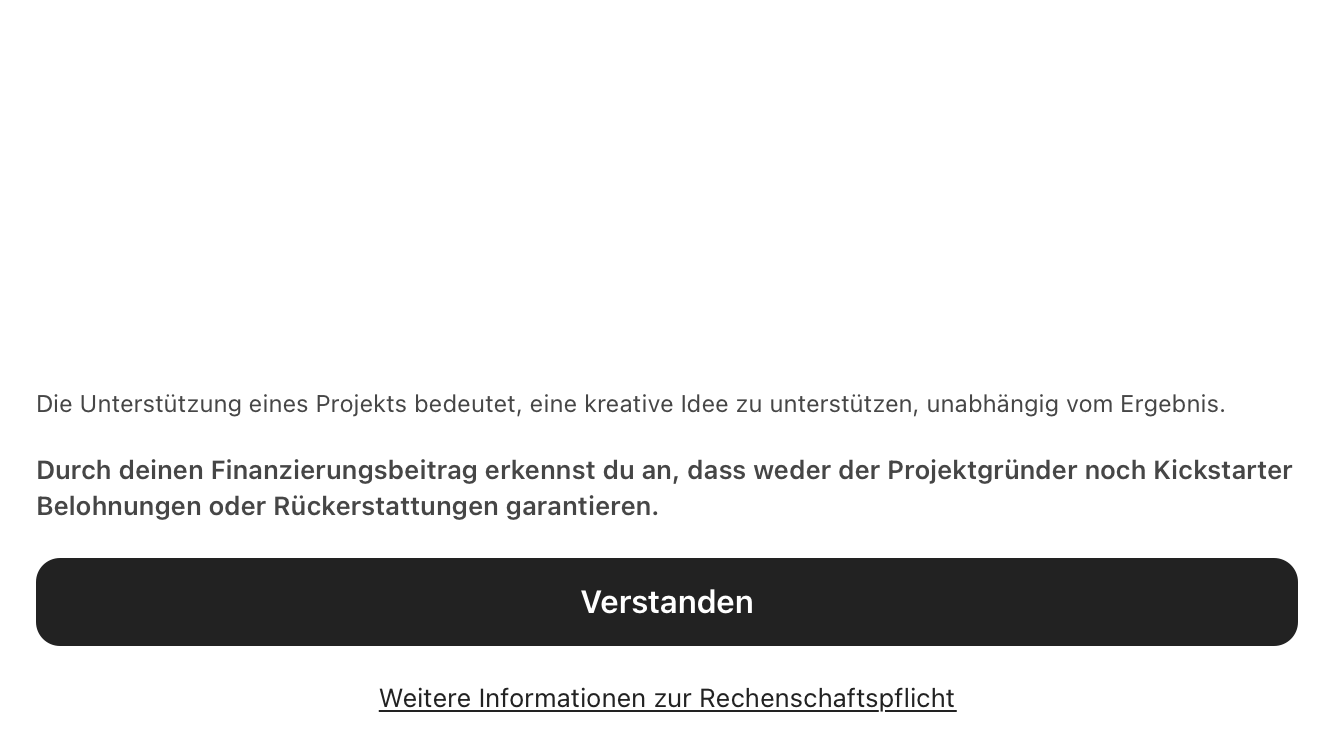 Die Unterstützung eines Projekts bedeutet, eine kreative Idee zu unterstützen, unabhängig vom Ergebnis.
Durch deinen Finanzierungsbeitrag erkennst du an, dass weder der Projektgründer noch Kickstarter
Belohnungen oder Rückerstattungen garantieren.
Verstanden
Weitere Informationen zur Rechenschaftspflicht